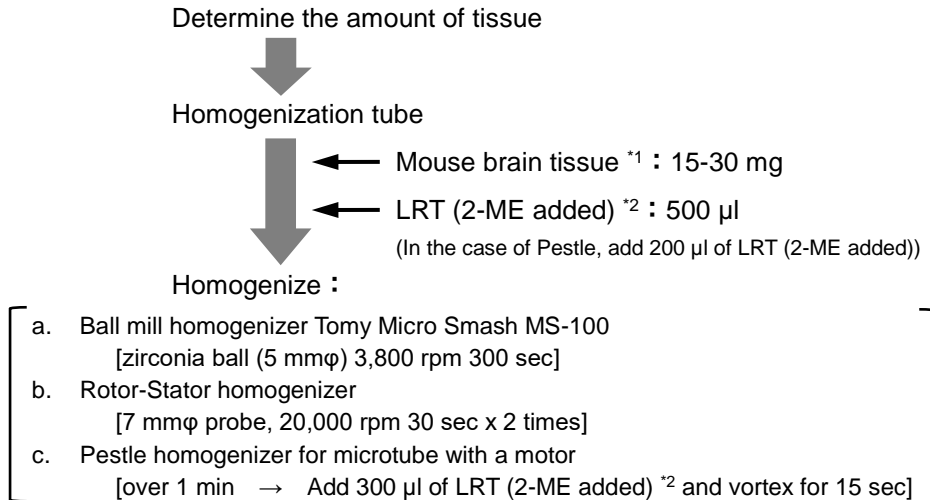 Determine the amount of tissue
Homogenization tube
Mouse brain tissue *1：15-30 mg
LRT (2-ME added) *2：500 µl
(In the case of Pestle, add 200 µl of LRT (2-ME added))
Homogenize：
a. Ball mill homogenizer Tomy Micro Smash MS-100
[zirconia ball (5 mmφ) 3,800 rpm 300 sec]
b. Rotor-Stator homogenizer
[7 mmφ probe, 20,000 rpm 30 sec x 2 times]
c. Pestle homogenizer for microtube with a motor
[over 1 min → Add 300 µl of LRT (2-ME added) *2 and vortex for 15 sec]